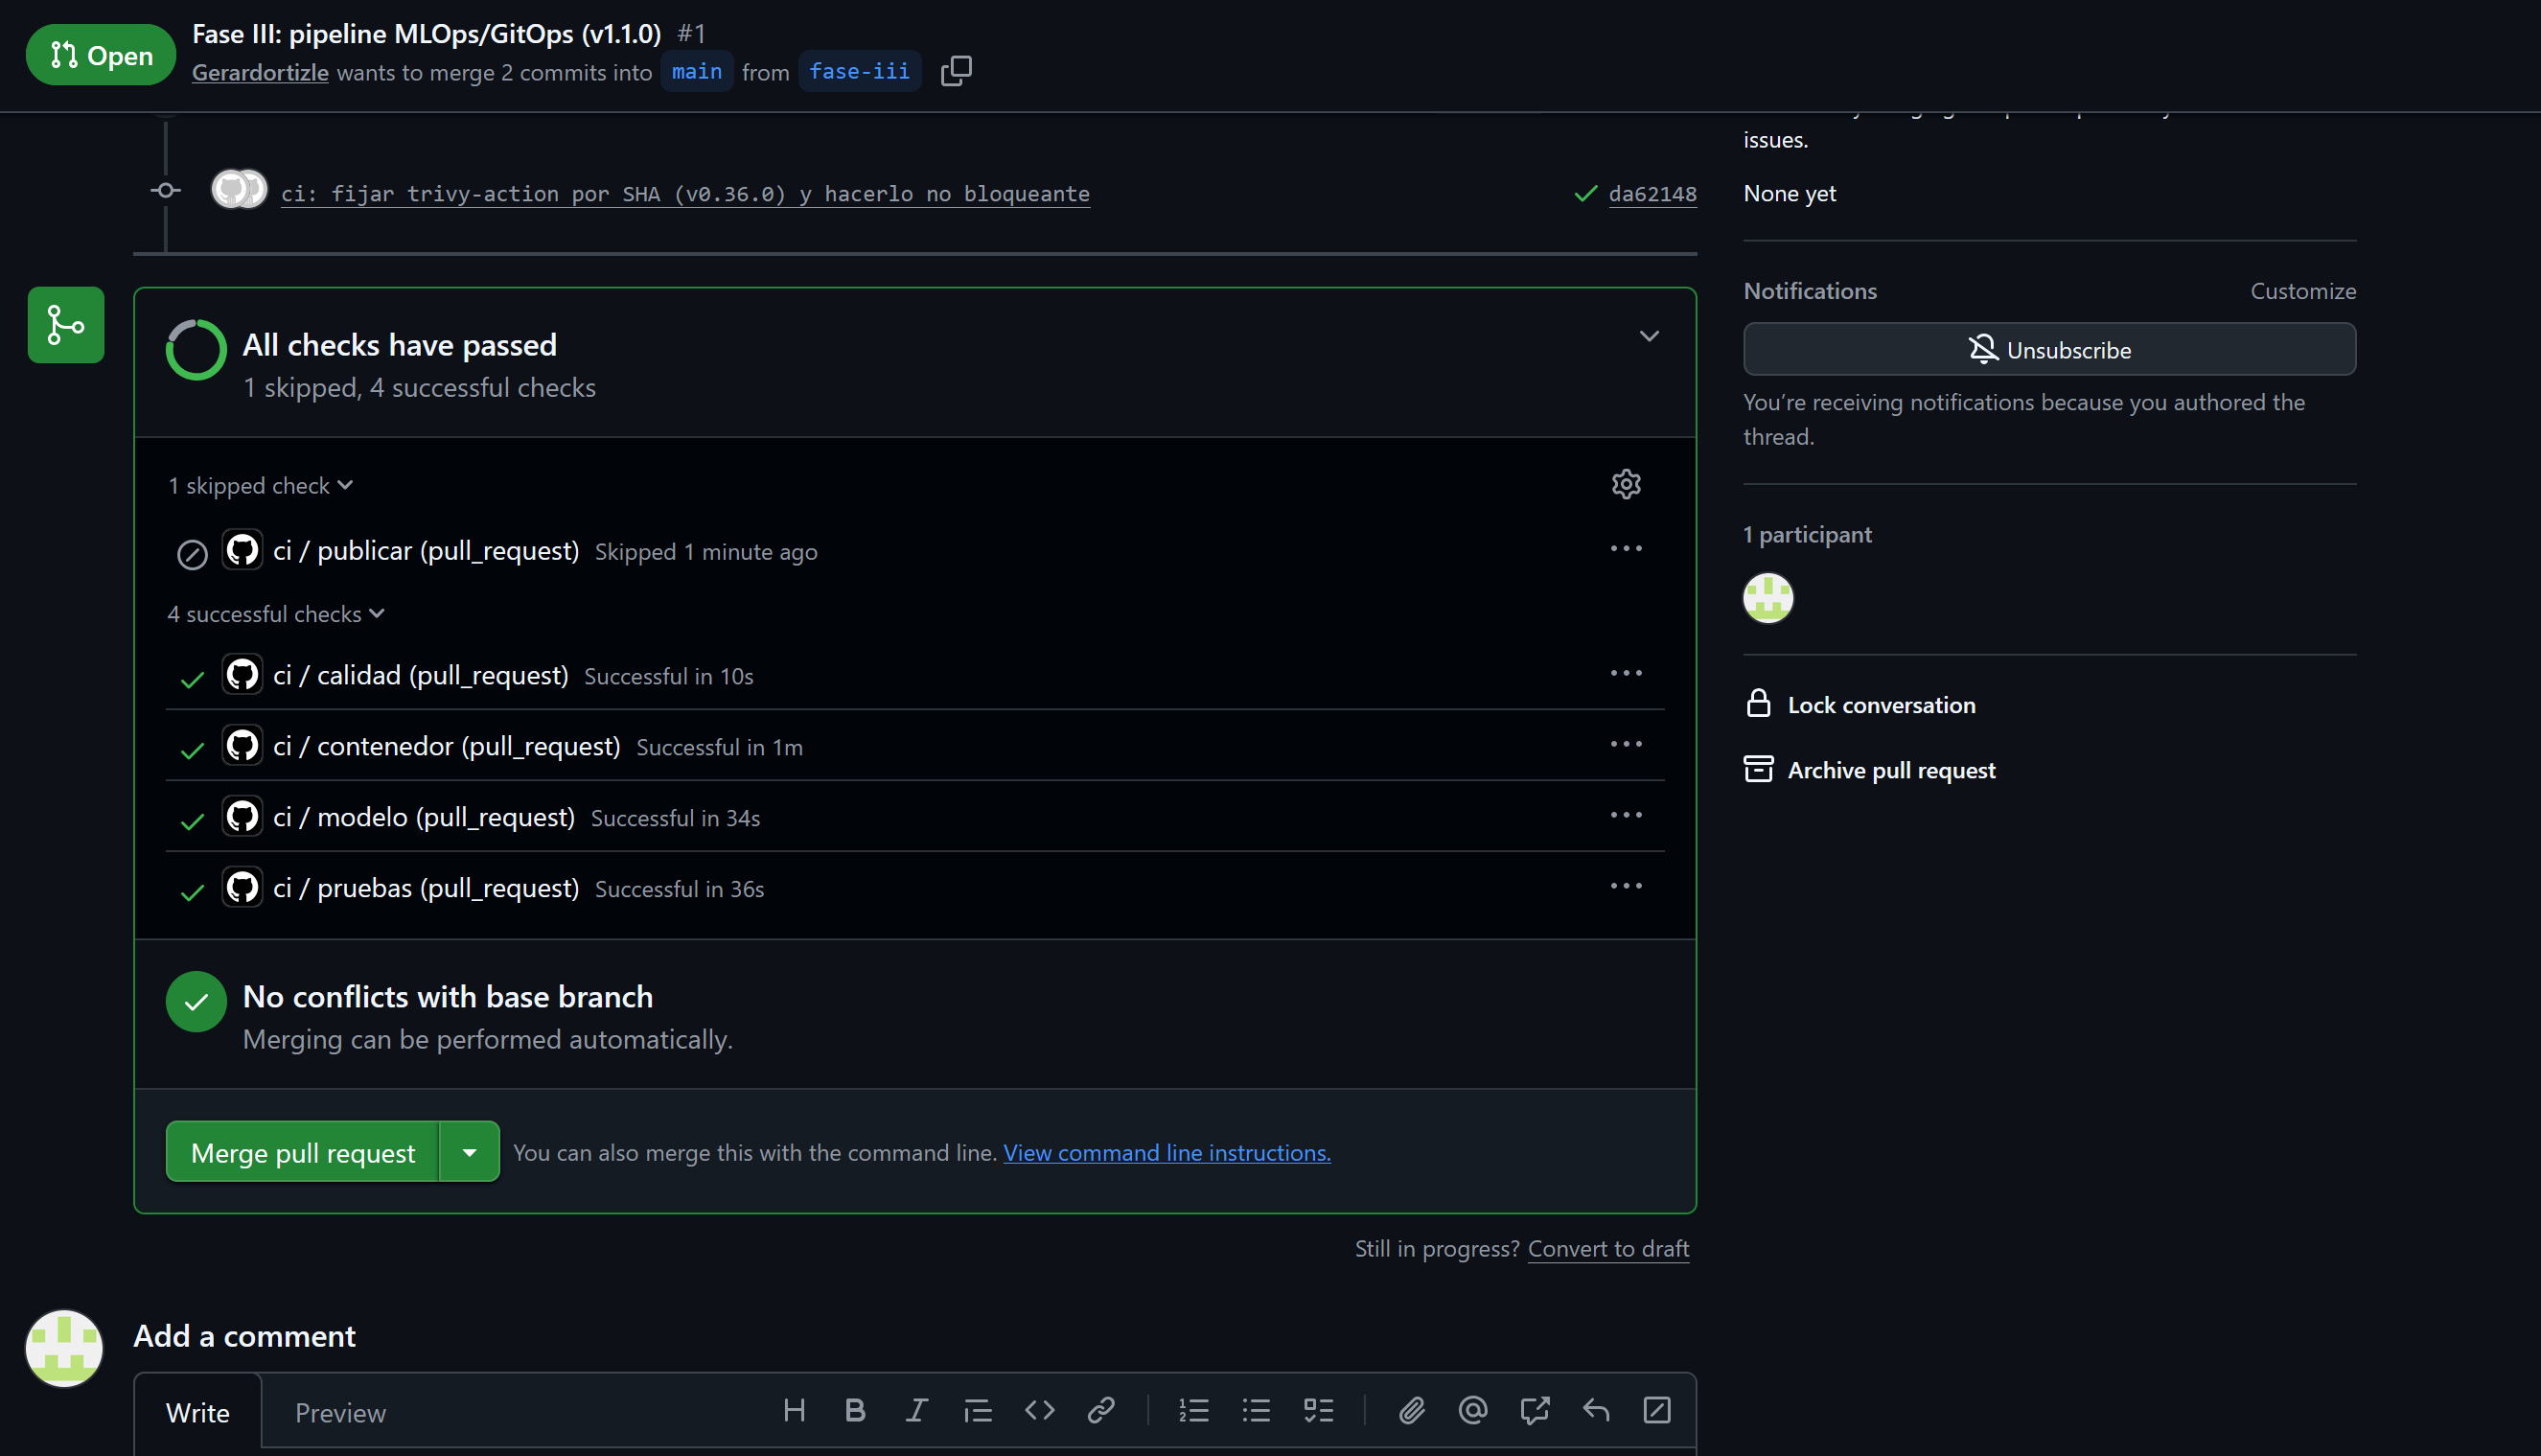 Open
Fase III: pipeline MLOps/GitOps (v1.1.0) #1
Gerardortizle wants to merge 2 commits into main from fase-iii
issues.
ci: fijar trivy-action por SHA (v0.36.0) y hacerlo no bloqueante
da62148
None yet
Notifications
Customize
Unsubscribe
You're receiving notifications because you authored the
thread.
1 participant
Lock conversation
Archive pull request
All checks have passed
1 skipped, 4 successful checks
1 skipped check
ci / publicar (pull_request) Skipped 1 minute ago
4 successful checks
ci / calidad (pull_request) Successful in 10s
ci / contenedor (pull_request) Successful in 1m
ci / modelo (pull_request) Successful in 34s
ci / pruebas (pull_request) Successful in 36s
No conflicts with base branch
Merging can be performed automatically.
Merge pull request
You can also merge this with the command line. View command line instructions.
Still in progress? Convert to draft
Add a comment
Write
Preview